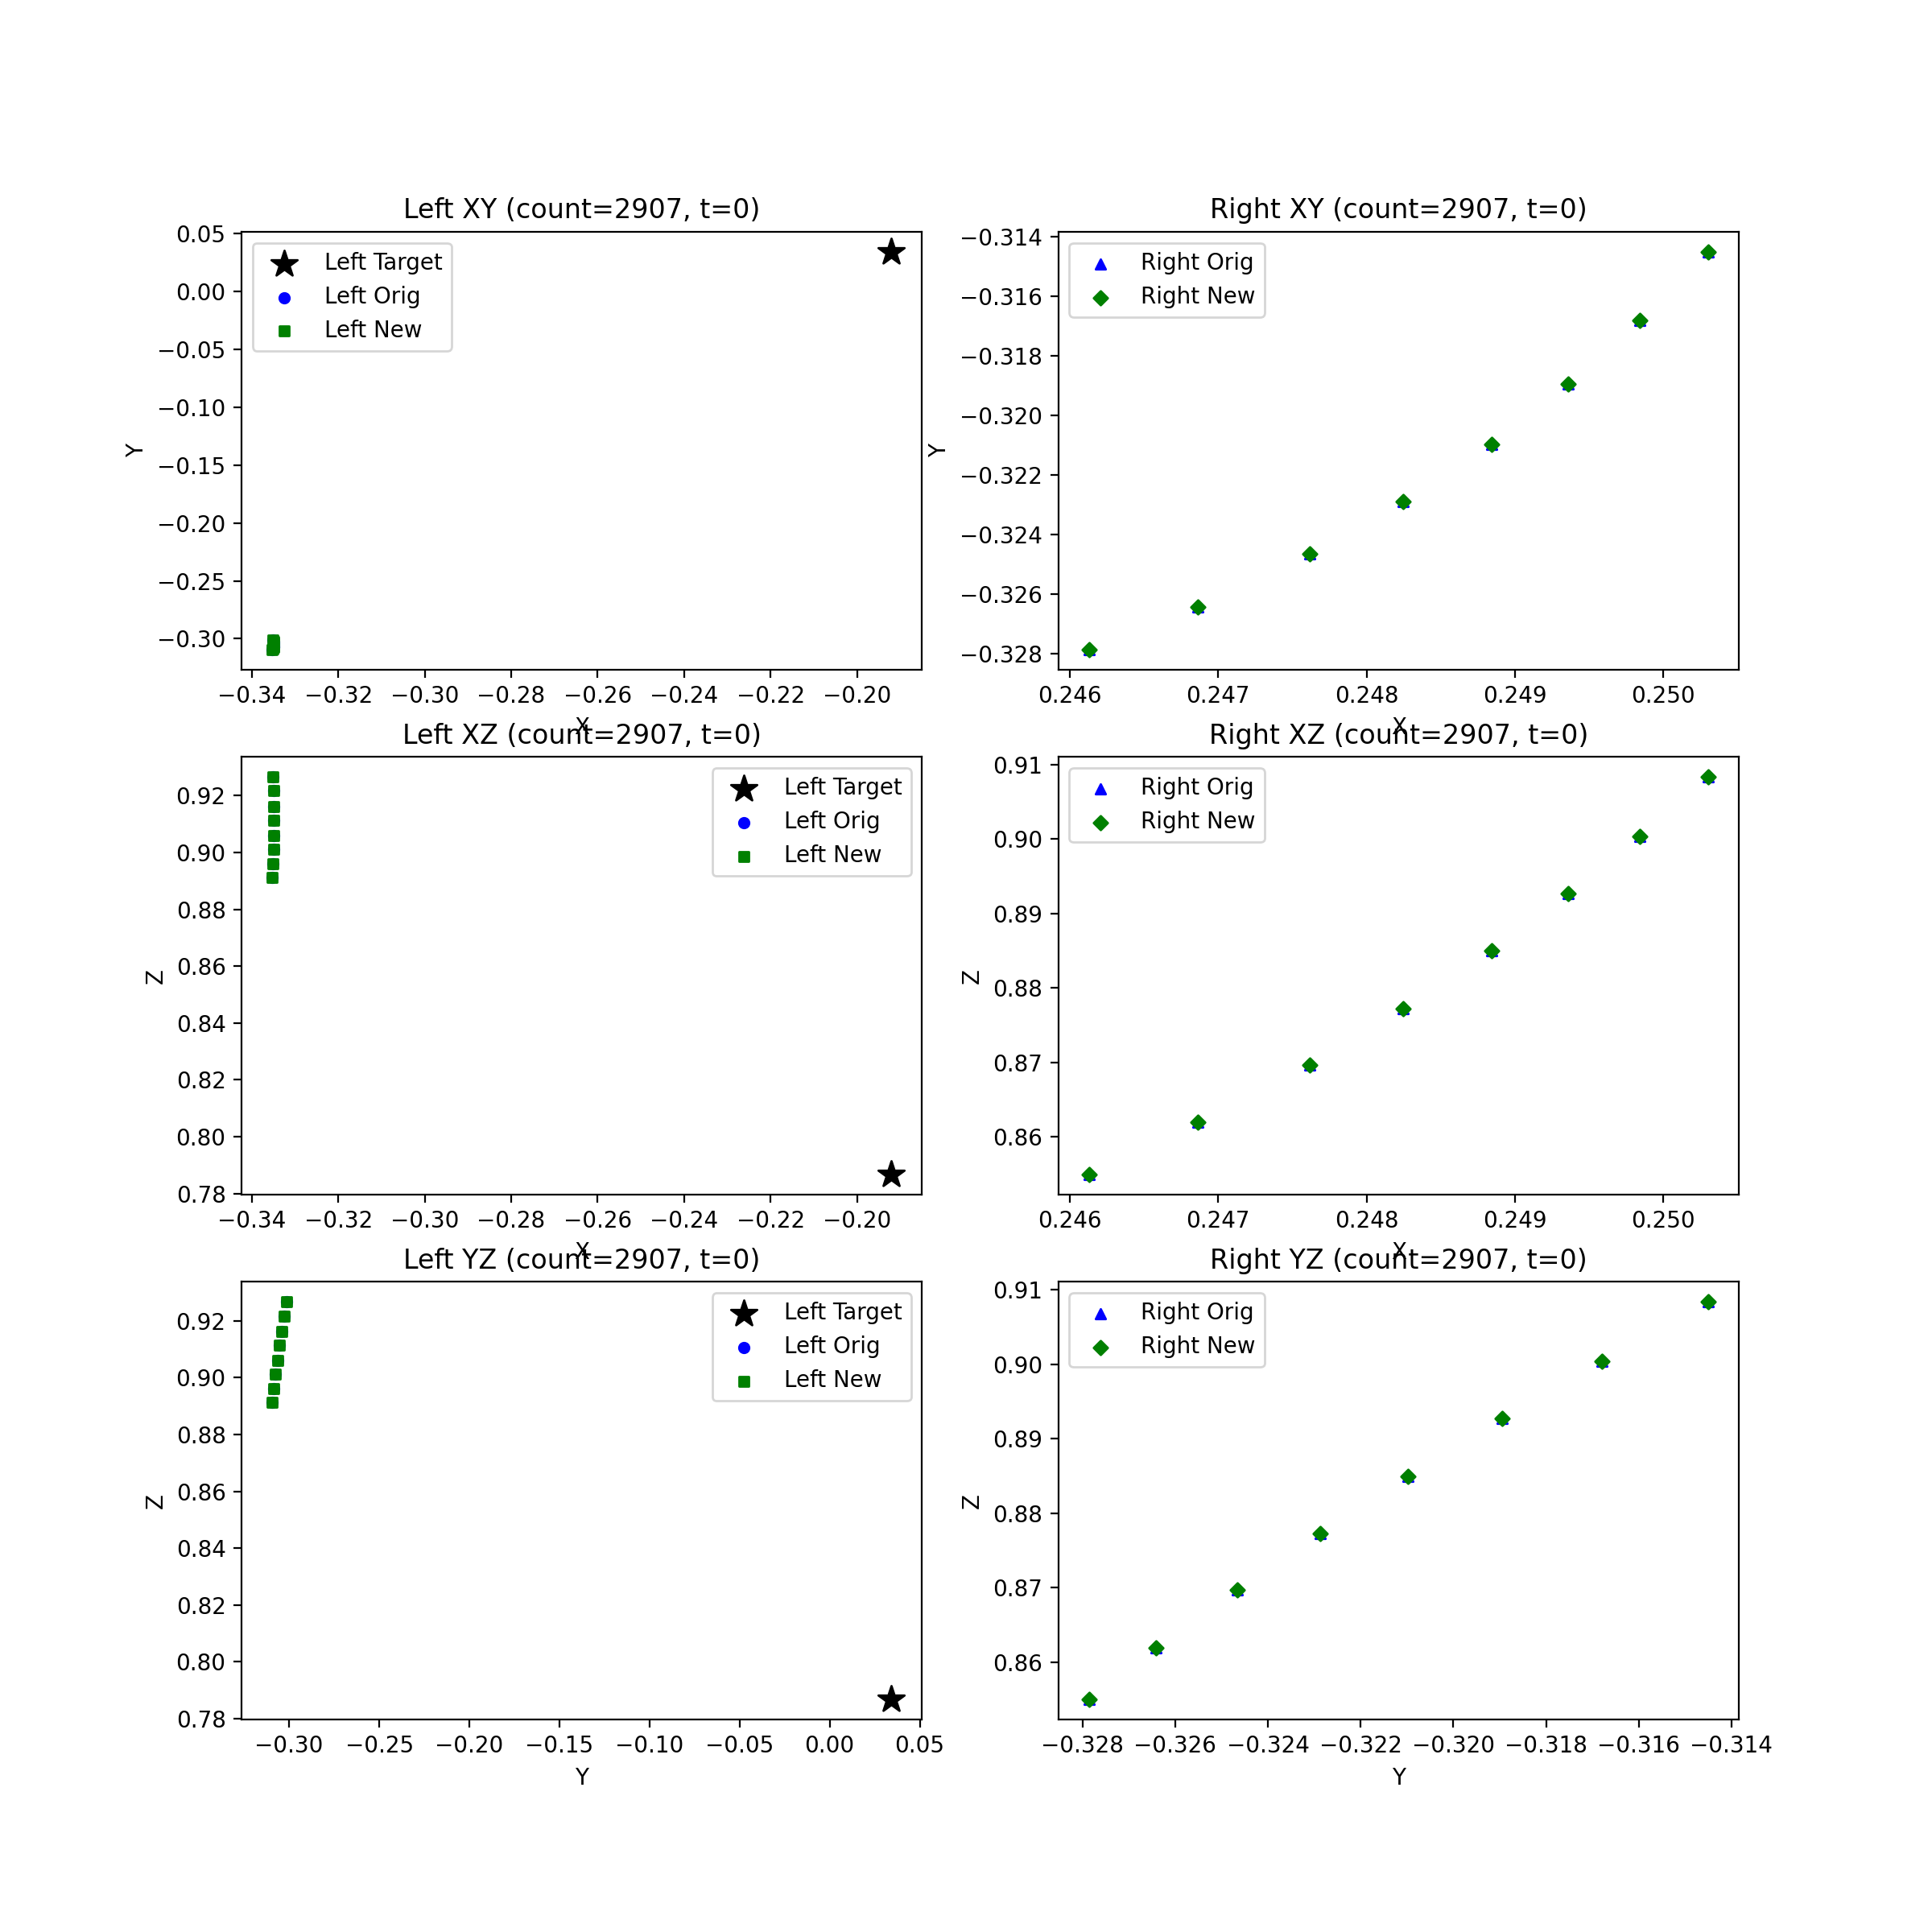 Left XY (count=2907, t=0)
0.05
0.00
−0.05
−0.10
−0.15
−0.20
−0.25
−0.30
Y
Left Target
Left Orig
Left New
−0.34 −0.32 −0.30 −0.28 −0.26 −0.24 −0.22 −0.20
X
Right XY (count=2907, t=0)
−0.314
−0.316
−0.318
−0.320
−0.322
−0.324
−0.326
−0.328
Y
Right Orig
Right New
0.246 0.247 0.248 0.249 0.250
X
Left XZ (count=2907, t=0)
0.92
0.90
0.88
0.86
0.84
0.82
0.80
0.78
Z
Left Target
Left Orig
Left New
−0.34 −0.32 −0.30 −0.28 −0.26 −0.24 −0.22 −0.20
X
Right XZ (count=2907, t=0)
0.91
0.90
0.89
0.88
0.87
0.86
Z
Right Orig
Right New
0.246 0.247 0.248 0.249 0.250
X
Left YZ (count=2907, t=0)
0.92
0.90
0.88
0.86
0.84
0.82
0.80
0.78
Z
Left Target
Left Orig
Left New
−0.30 −0.25 −0.20 −0.15 −0.10 −0.05 0.00 0.05
Y
Right YZ (count=2907, t=0)
0.91
0.90
0.89
0.88
0.87
0.86
Z
Right Orig
Right New
−0.328 −0.326 −0.324 −0.322 −0.320 −0.318 −0.316 −0.314
Y